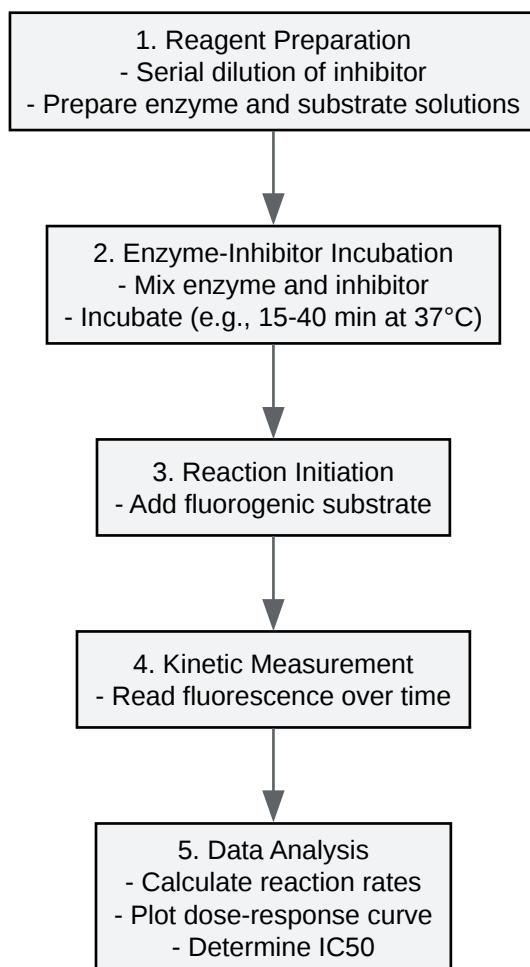 1. Reagent Preparation
- Serial dilution of inhibitor
- Prepare enzyme and substrate solutions
2. Enzyme-Inhibitor Incubation
- Mix enzyme and inhibitor
- Incubate (e.g., 15-40 min at 37°C)
3. Reaction Initiation
- Add fluorogenic substrate
4. Kinetic Measurement
- Read fluorescence over time
5. Data Analysis
- Calculate reaction rates
- Plot dose-response curve
- Determine IC50